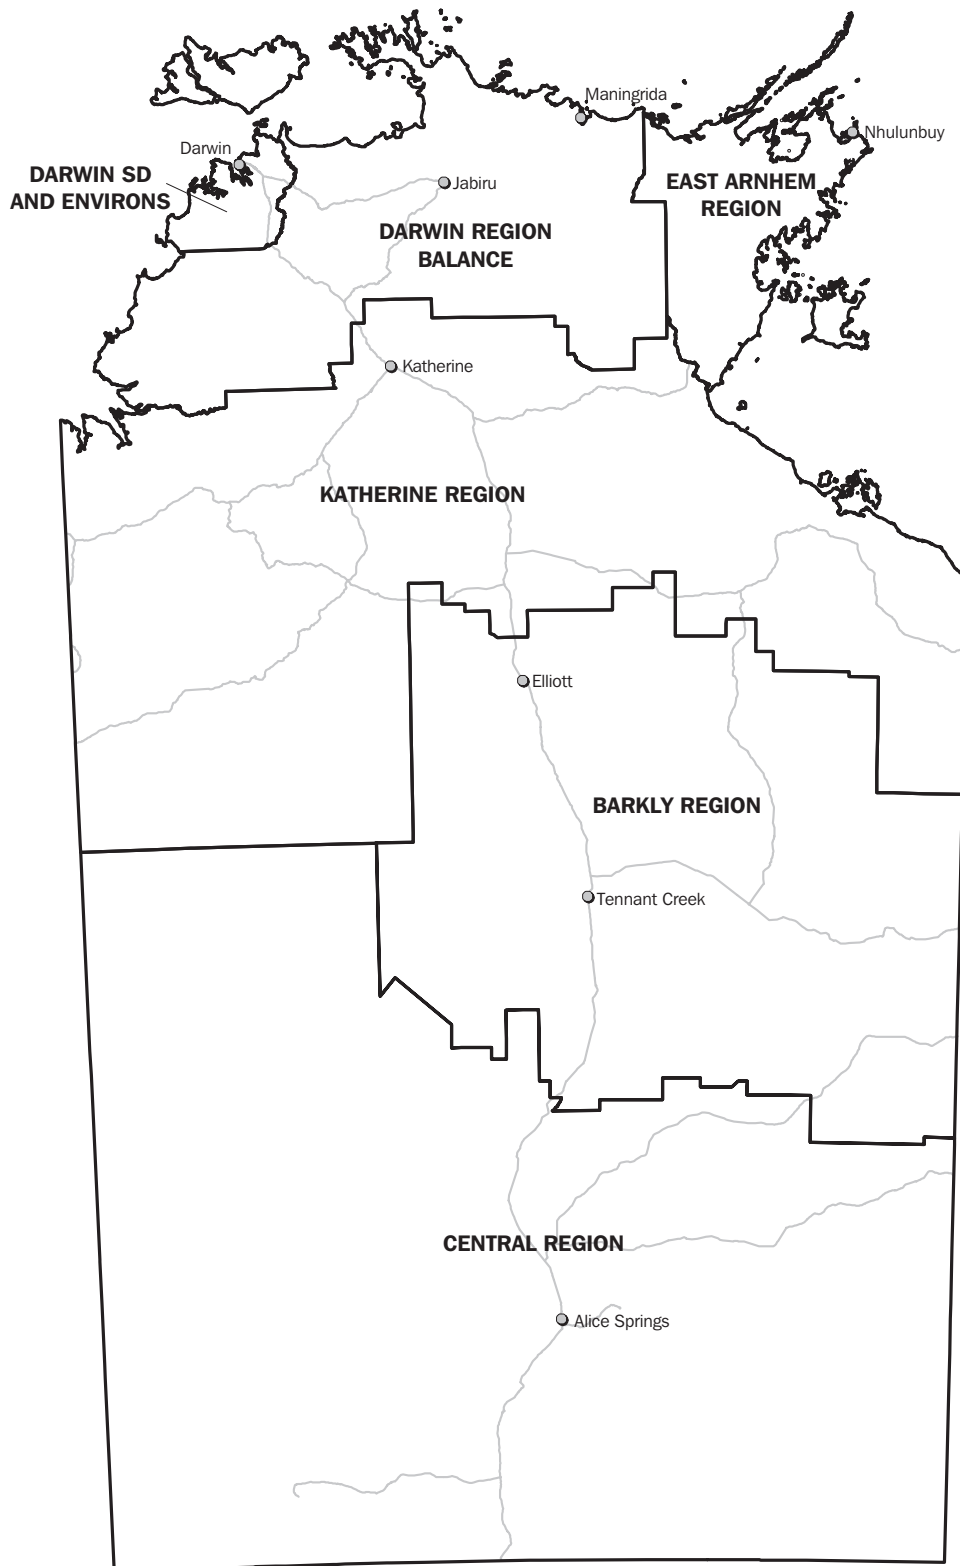 Maningrida
Nhulunbuy
Darwin
DARWIN SD
AND ENVIRONS
Jabiru
EAST ARNHEM
REGION
DARWIN REGION
BALANCE
Katherine
KATHERINE REGION
Elliott
BARKLY REGION
Tennant Creek
CENTRAL REGION
Alice Springs